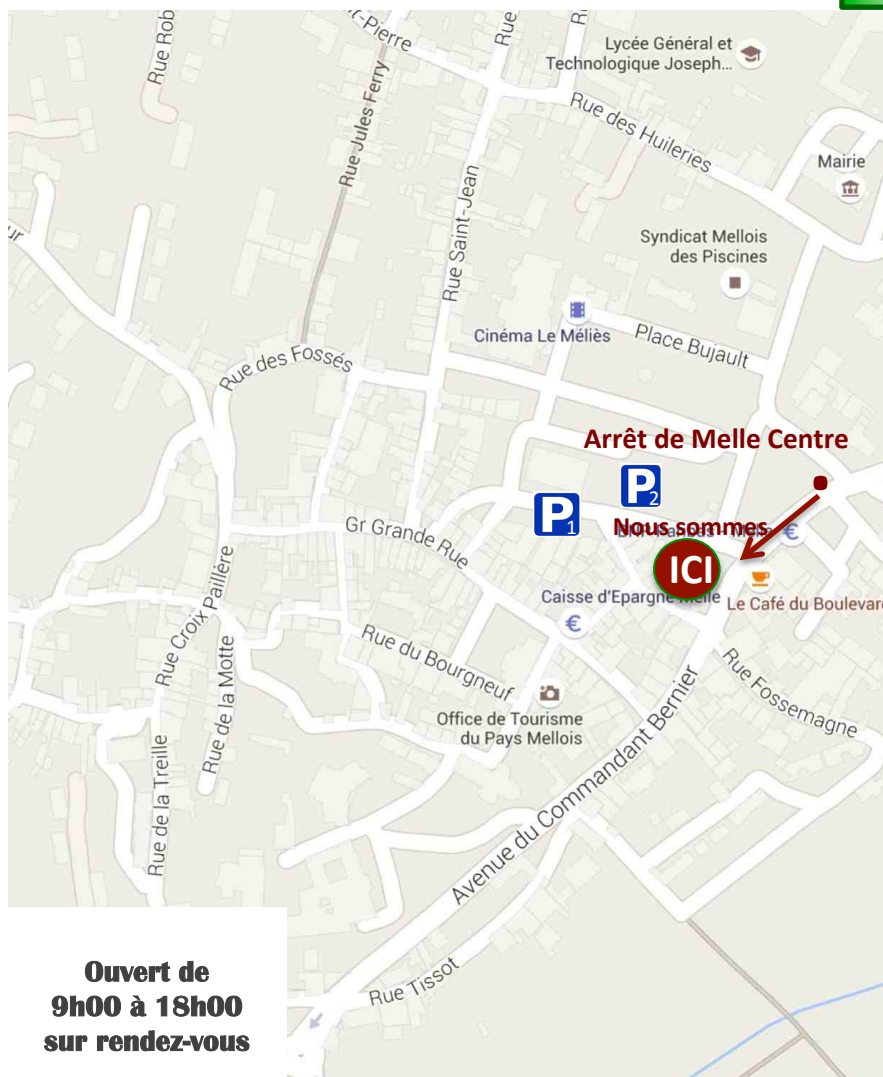 Rue Rob
t-Pierre
Rue
R
Lycée Général et
Technologique Joseph...
Rue Jules Ferry
Rue des Huileries
Mairie
Rue Saint-Jean
Syndicat Mellois
des Piscines
ur
Cinéma Le Méliès
Place Bujault
Rue des Fossés
Arrêt de Melle Centre
P1
P2
Nous sommes
Gr Grande Rue
ICI
Caisse d'Epargne Melle
Le Café du Boulevard
Rue Croix Paillère
Rue de la Motte
Rue du Bourgneuf
Rue Fossemagne
Office de Tourisme
du Pays Mellois
Avenue du Commandant Bernier
Rue de la Treille
Rue Tissot
Ouvert de
9h00 à 18h00
sur rendez-vous